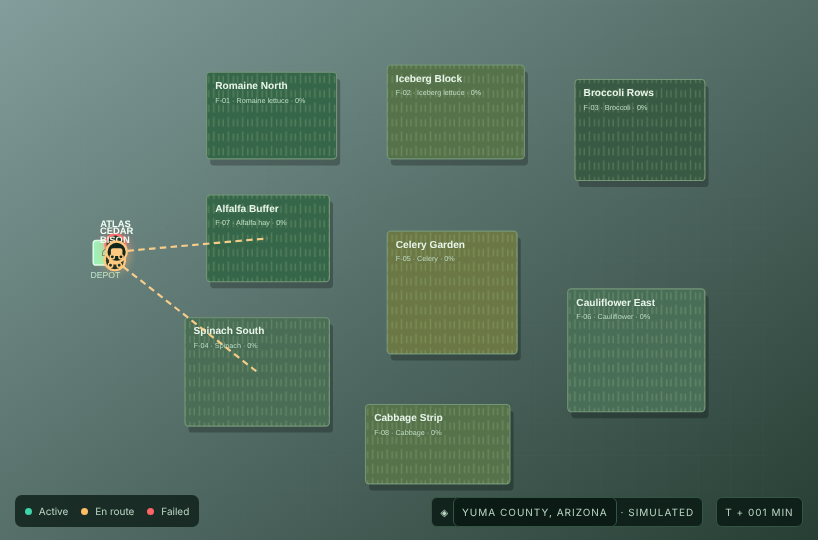 Romaine North
F-01 · Romaine lettuce · 0%
Iceberg Block
F-02 · Iceberg lettuce · 0%
Broccoli Rows
F-03 · Broccoli · 0%
Alfalfa Buffer
F-07 · Alfalfa hay · 0%
ATLAS
CEDAR
BISON
DEPOT
Celery Garden
F-05 · Celery · 0%
Cauliflower East
F-06 · Cauliflower · 0%
Spinach South
F-04 · Spinach · 0%
Cabbage Strip
F-08 · Cabbage · 0%
Active
En route
Failed
YUMA COUNTY, ARIZONA
· SIMULATED
T + 001 MIN